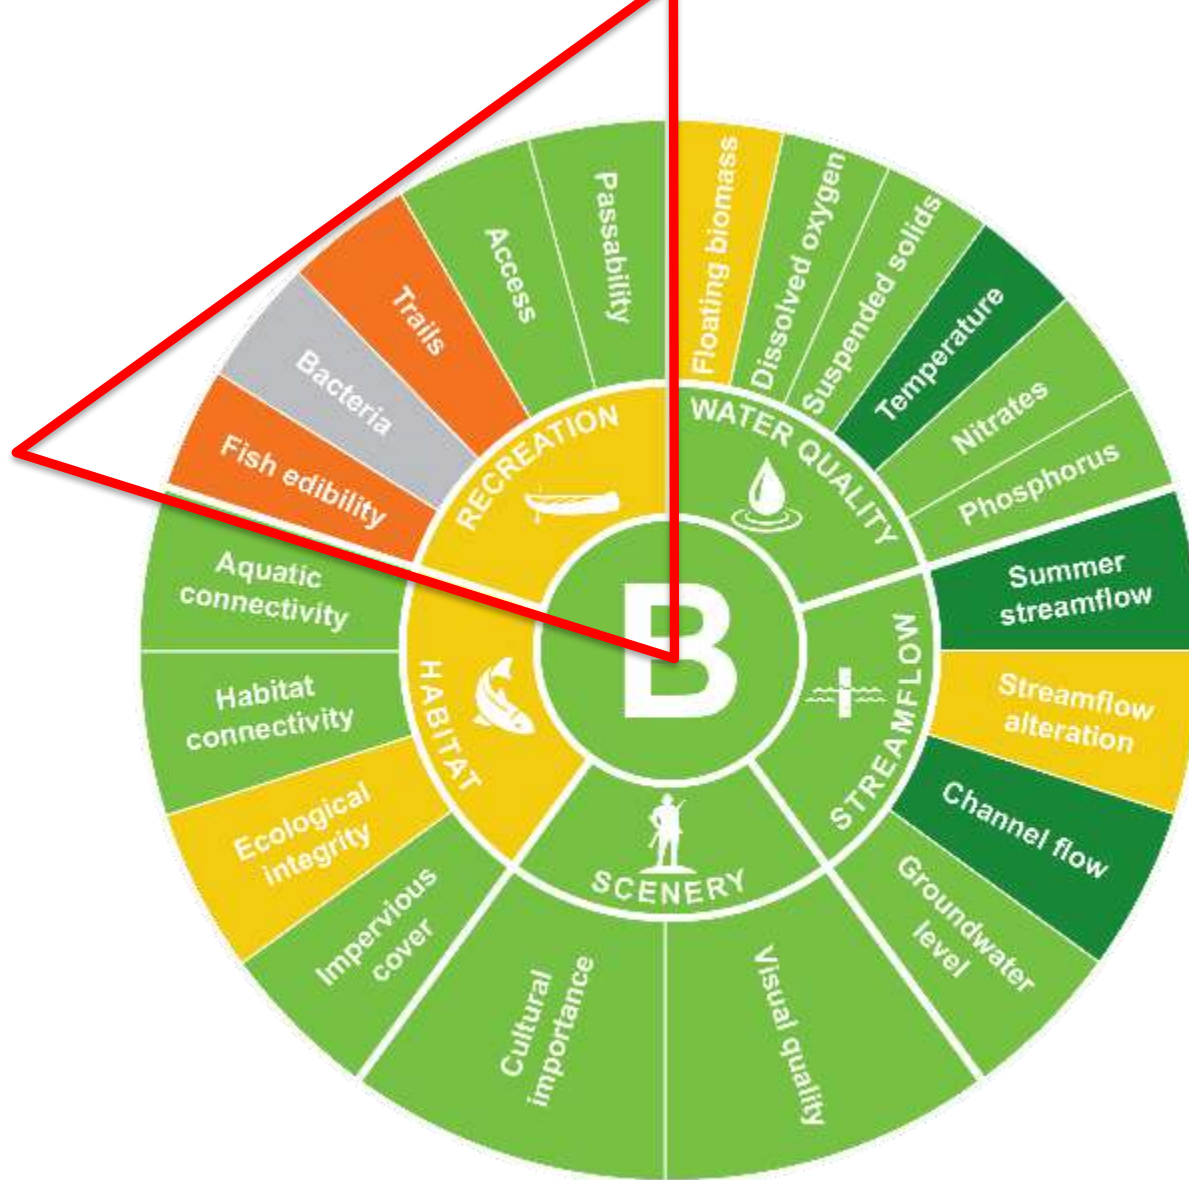 Passability
Access
Trails
Bacteria
Fish edibility
RECREATION
Floating biomass
Dissolved oxygen
Suspended solids
Temperature
Nitrates
Phosphorus
WATER QUALITY
Summer
streamflow
Streamflow
alteration
Channel flow
Groundwater
level
STREAMFLOW
Visual quality
Cultural
importance
SCENERY
Impervious
cover
Ecological
integrity
Habitat
connectivity
Aquatic
connectivity
HABITAT
B